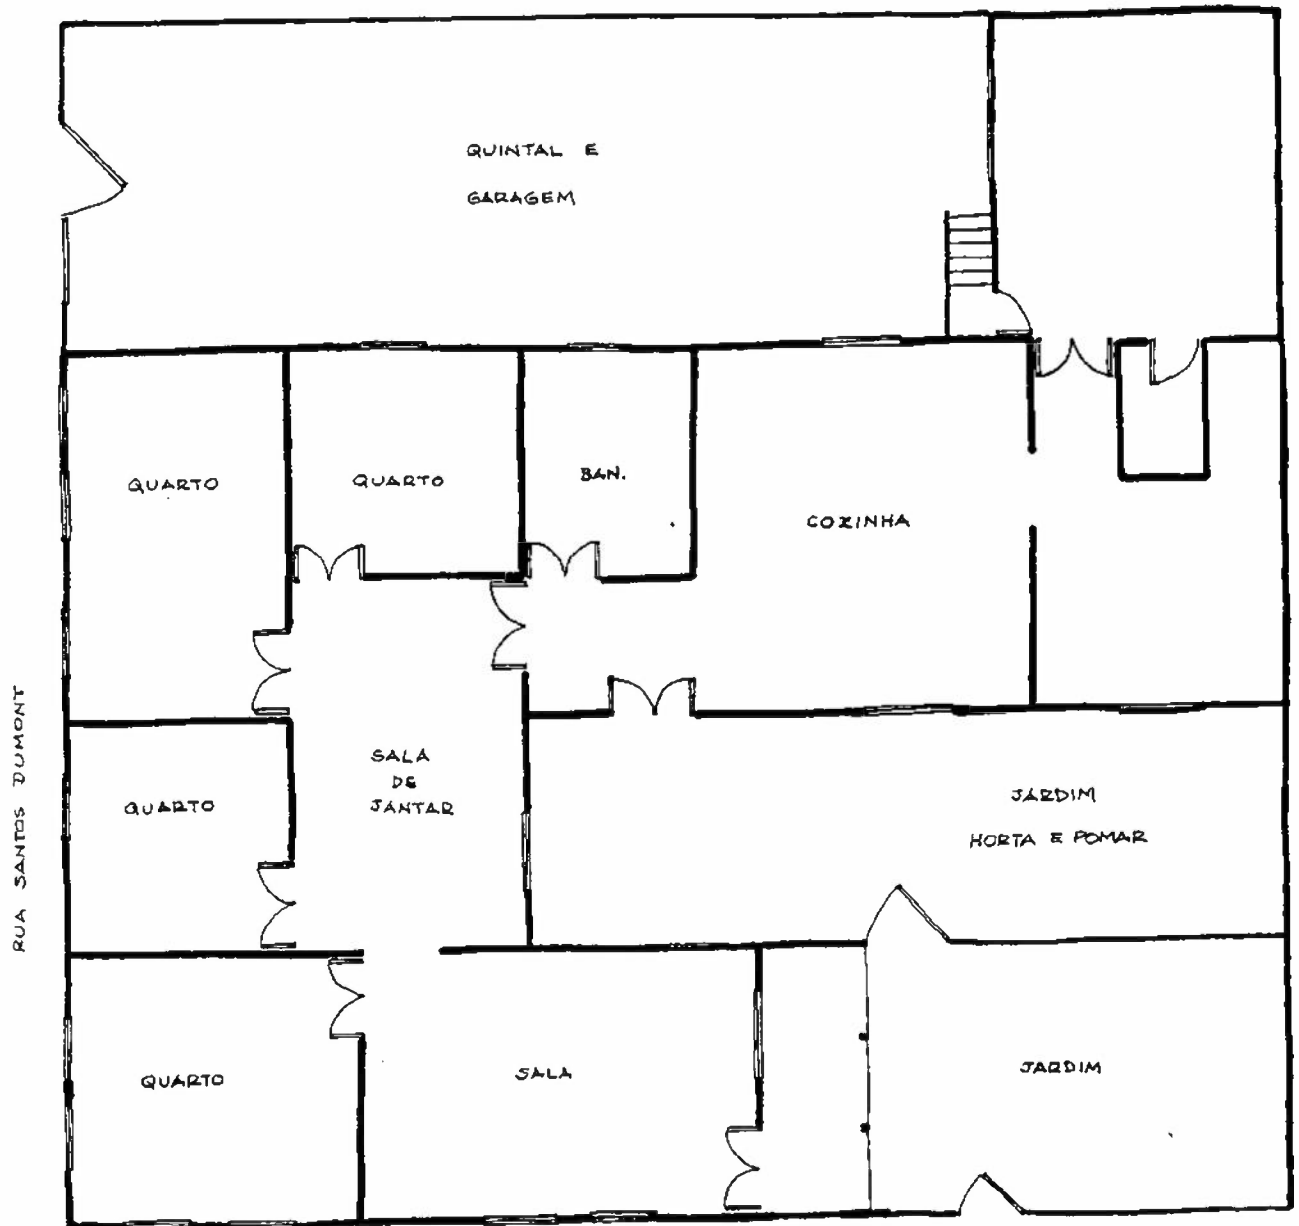 QUINTAL E
GARAGEM
QUARTO
QUARTO
BAN.
COZINHA
RUA SANTOS DUMONT
SALA
DE
JANTAR
QUARTO
JARDIM
HORTA E POMAR
QUARTO
SALA
JARDIM